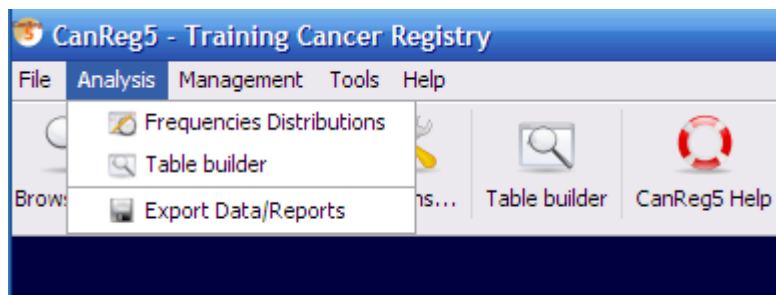 CanReg5 - Training Cancer Registry
File Analysis Management Tools Help
Frequencies Distributions
Table builder
Export Data/Reports
Table builder CanReg5 Help